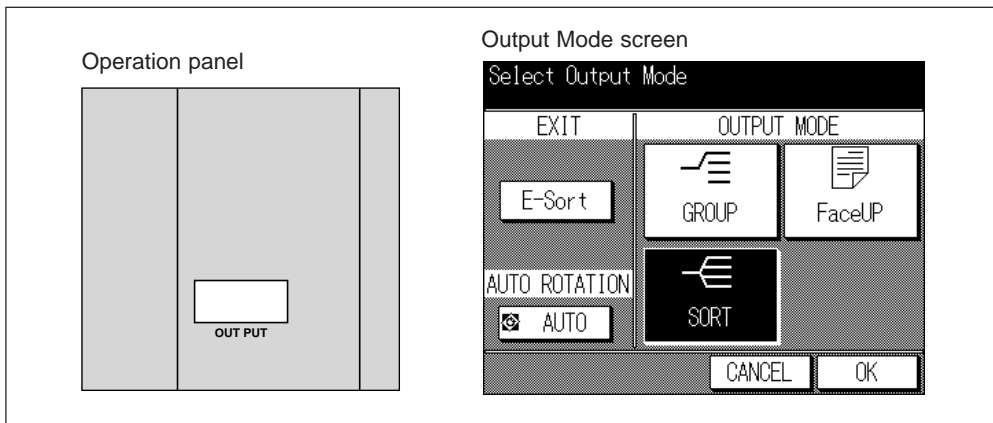 Operation panel
OUT PUT
Output Mode screen
Select Output Mode
EXIT
OUTPUT MODE
E-Sort
GROUP
FaceUP
AUTO ROTATION
AUTO
SORT
CANCEL
OK